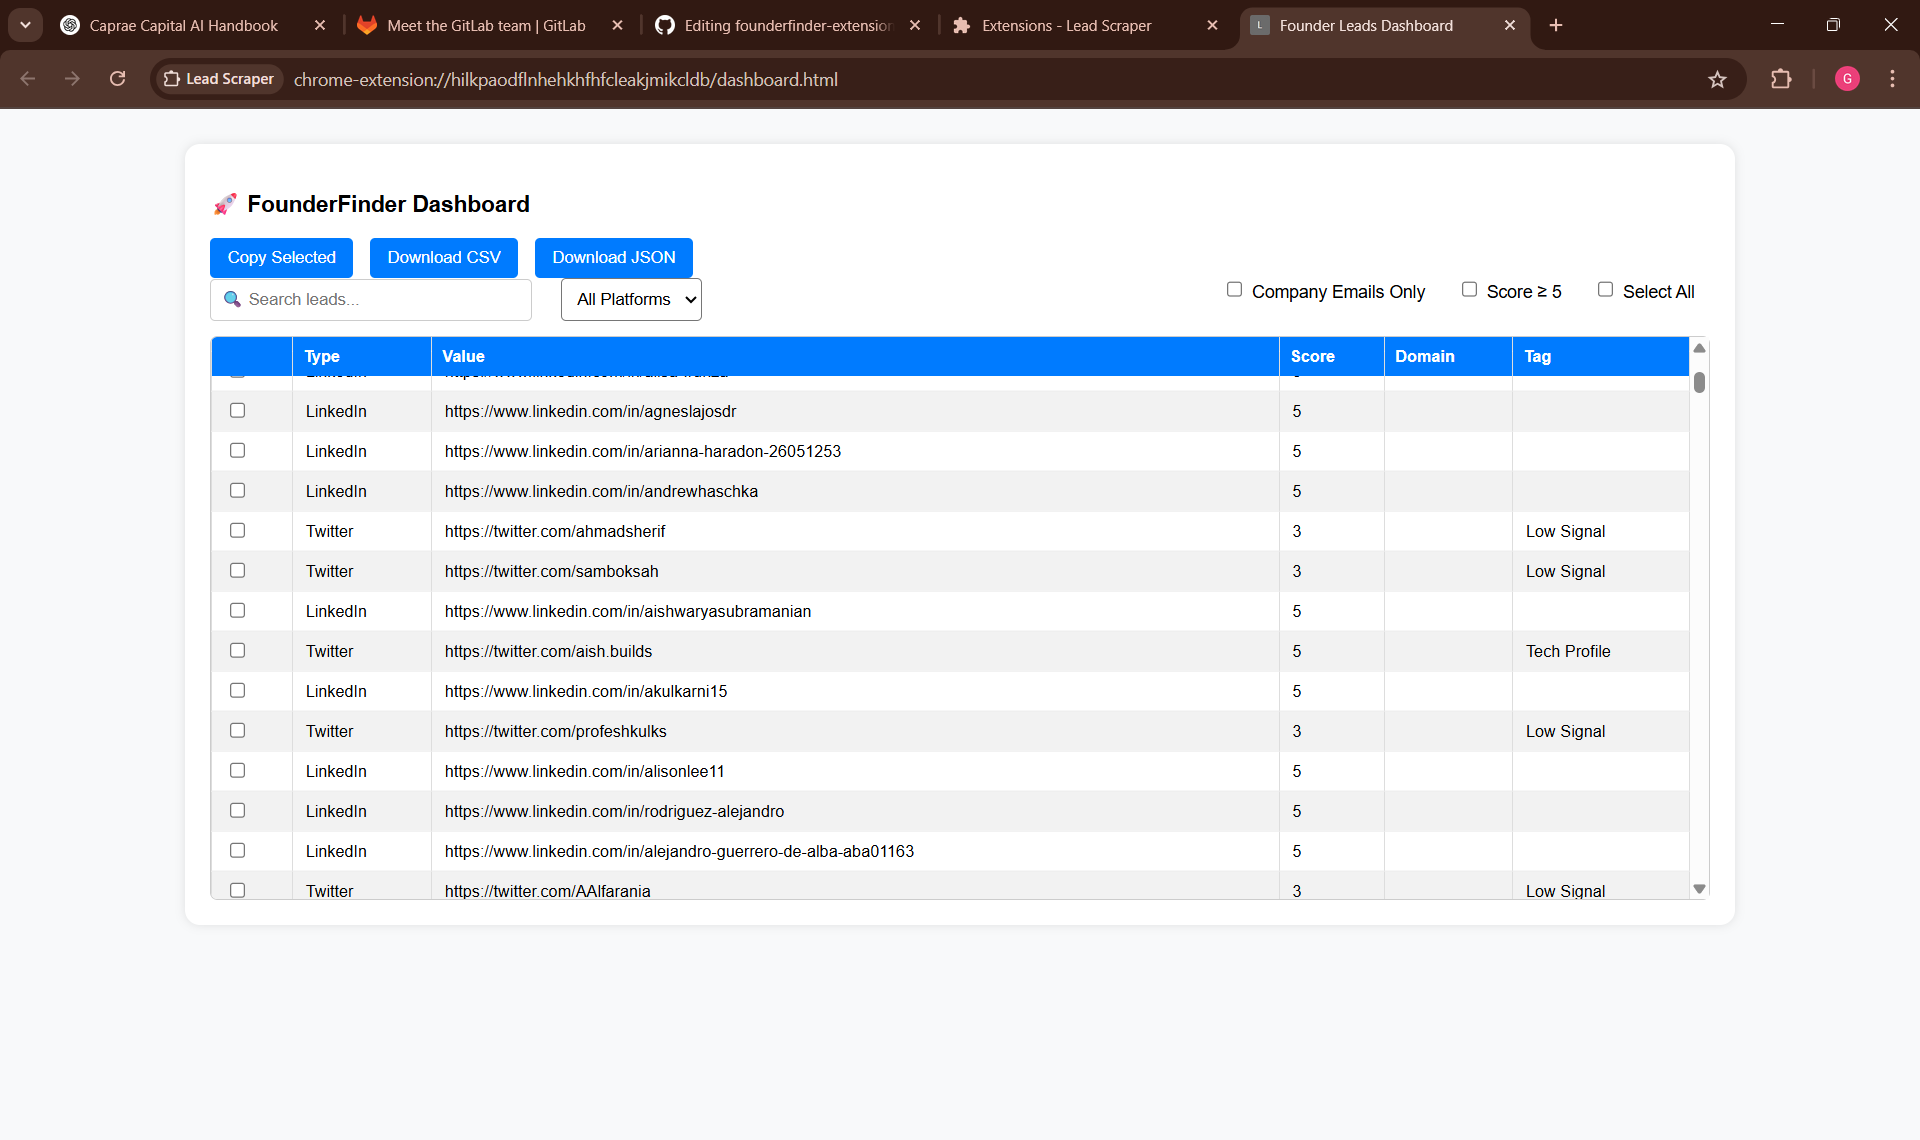 Caprae Capital AI Handbook
Meet the GitLab team | GitLab
Editing founderfinder-extension
Extensions - Lead Scraper
L
Founder Leads Dashboard
Lead Scraper
chrome-extension://hilkpaodflnhehkhfhfcleakjmikcldb/dashboard.html
G
FounderFinder Dashboard
Copy Selected
Download CSV
Download JSON
Search leads...
All Platforms
Company Emails Only
Score ≥ 5
Select All
Type Value Score Domain Tag
LinkedIn https://www.linkedin.com/in/agneslajosdr 5
LinkedIn https://www.linkedin.com/in/arianna-haradon-26051253 5
LinkedIn https://www.linkedin.com/in/andrewhaschka 5
Twitter https://twitter.com/ahmadsherif 3 Low Signal
Twitter https://twitter.com/samboksah 3 Low Signal
LinkedIn https://www.linkedin.com/in/aishwaryasubramanian 5
Twitter https://twitter.com/aish.builds 5 Tech Profile
LinkedIn https://www.linkedin.com/in/akulkarni15 5
Twitter https://twitter.com/profeshkulks 3 Low Signal
LinkedIn https://www.linkedin.com/in/alisonlee11 5
LinkedIn https://www.linkedin.com/in/rodriguez-alejandro 5
LinkedIn https://www.linkedin.com/in/alejandro-guerrero-de-alba-aba01163 5
Twitter https://twitter.com/AAlfarania 3 Low Signal